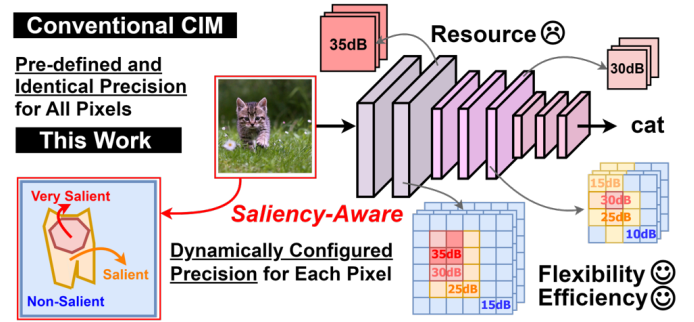 Conventional CIM
Pre-defined and
Identical Precision
for All Pixels
35dB
Resource
30dB
This Work
cat
Very Salient
Salient
Non-Salient
Saliency-Aware
Dynamically Configured
Precision for Each Pixel
35dB
30dB
25dB
15dB
15dB
30dB
25dB
10dB
Flexibility
Efficiency